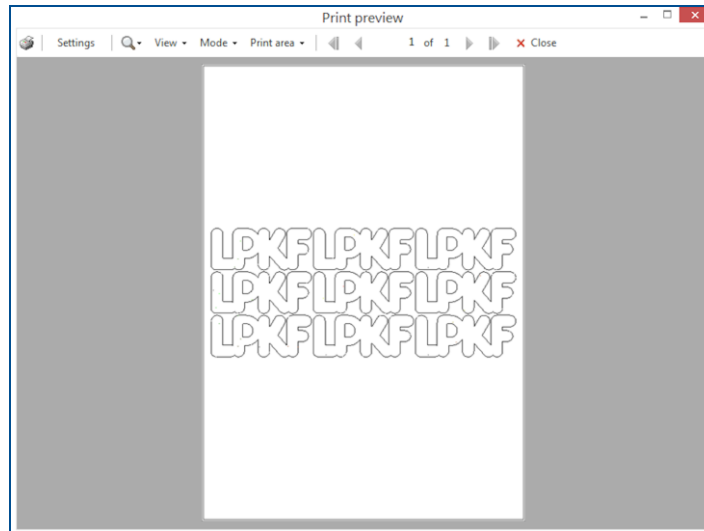 Print preview
Settings View Mode Print area 1 of 1 Close
LPKF LPKF LPKF
LPKF LPKF LPKF
LPKF LPKF LPKF